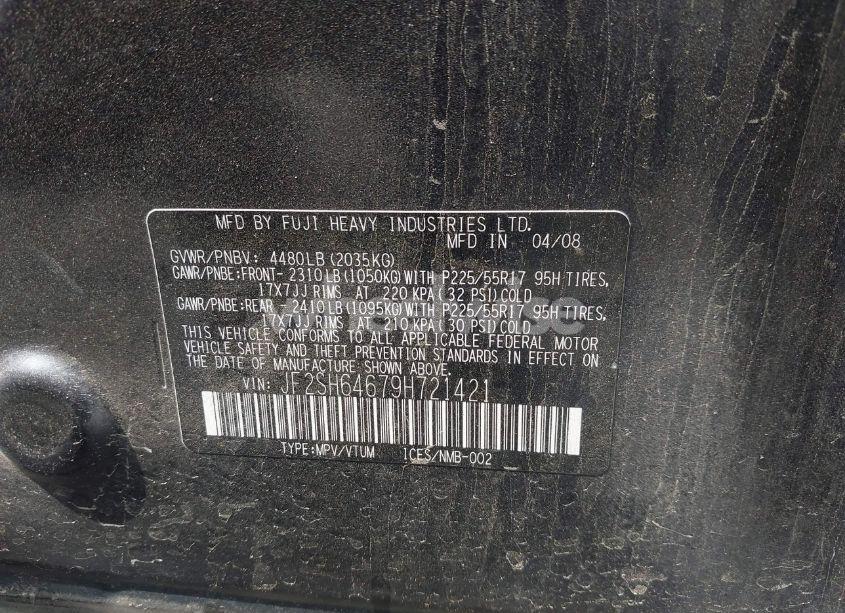 MFD BY FUJI HEAVY INDUSTRIES LTD.
MFD IN 04/08
GVWR/PNBV: 4480LB(2035KG)
GAWR/PNBE:FRONT- 2310LB(1050KG)WITH P225/55R17 95H TIRES,
17X7JJ RIMS AT 220 KPA(32 PSI)COLD
GAWR/PNBE:REAR - 2410LB(1095KG)WITH P225/55R17 95H TIRES,
17X7JJ RIMS AT 210 KPA(30 PSI)COLD
THIS VEHICLE CONFORMS TO ALL APPLICABLE FEDERAL MOTOR
VEHICLE SAFETY AND THEFT PREVENTION STANDARDS IN EFFECT ON
THE DATE OF MANUFACTURE SHOWN ABOVE.
VIN: JF2SH64679H721421
TYPE:MPV/VTUM ICES/NMB-002